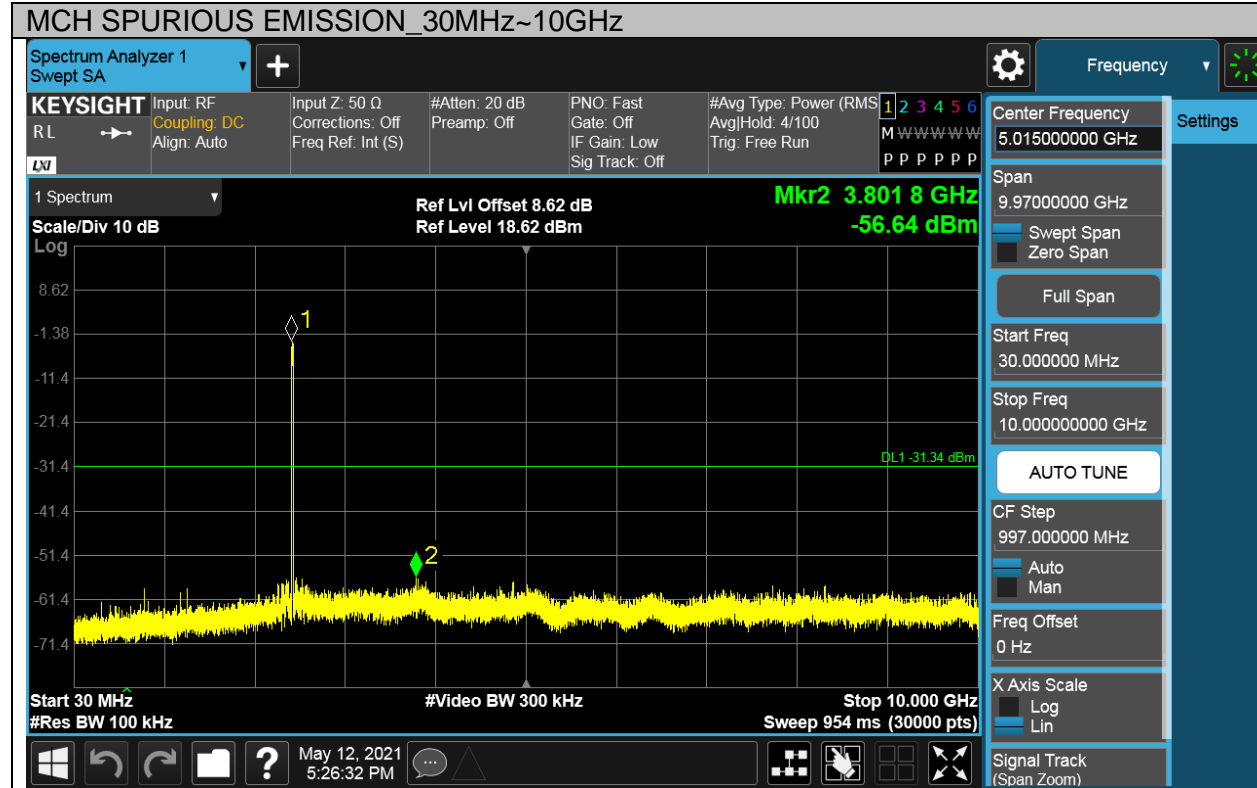 MCH SPURIOUS EMISSION_30MHz~10GHz
Spectrum Analyzer 1
Swept SA
Frequency
KEYSIGHT
R L
LXI
Input: RF
Coupling: DC
Align: Auto
Input Z: 50 Ω
Corrections: Off
Freq Ref: Int (S)
#Atten: 20 dB
Preamp: Off
PNO: Fast
Gate: Off
IF Gain: Low
Sig Track: Off
#Avg Type: Power (RMS
Avg|Hold: 4/100
Trig: Free Run
1 2 3 4 5 6
M W W W W W
P P P P P P
1 Spectrum
Scale/Div 10 dB
Log
Ref Lvl Offset 8.62 dB
Ref Level 18.62 dBm
Mkr2 3.801 8 GHz
-56.64 dBm
8.62
-1.38
-11.4
-21.4
-31.4
-41.4
-51.4
-61.4
-71.4
1
DL1 -31.34 dBm
2
Start 30 MHz
#Res BW 100 kHz
#Video BW 300 kHz
Stop 10.000 GHz
Sweep 954 ms (30000 pts)
May 12, 2021
5:26:32 PM
Center Frequency
5.015000000 GHz
Settings
Span
9.97000000 GHz
Swept Span
Zero Span
Full Span
Start Freq
30.000000 MHz
Stop Freq
10.000000000 GHz
AUTO TUNE
CF Step
997.000000 MHz
Auto
Man
Freq Offset
0 Hz
X Axis Scale
Log
Lin
Signal Track
(Span Zoom)